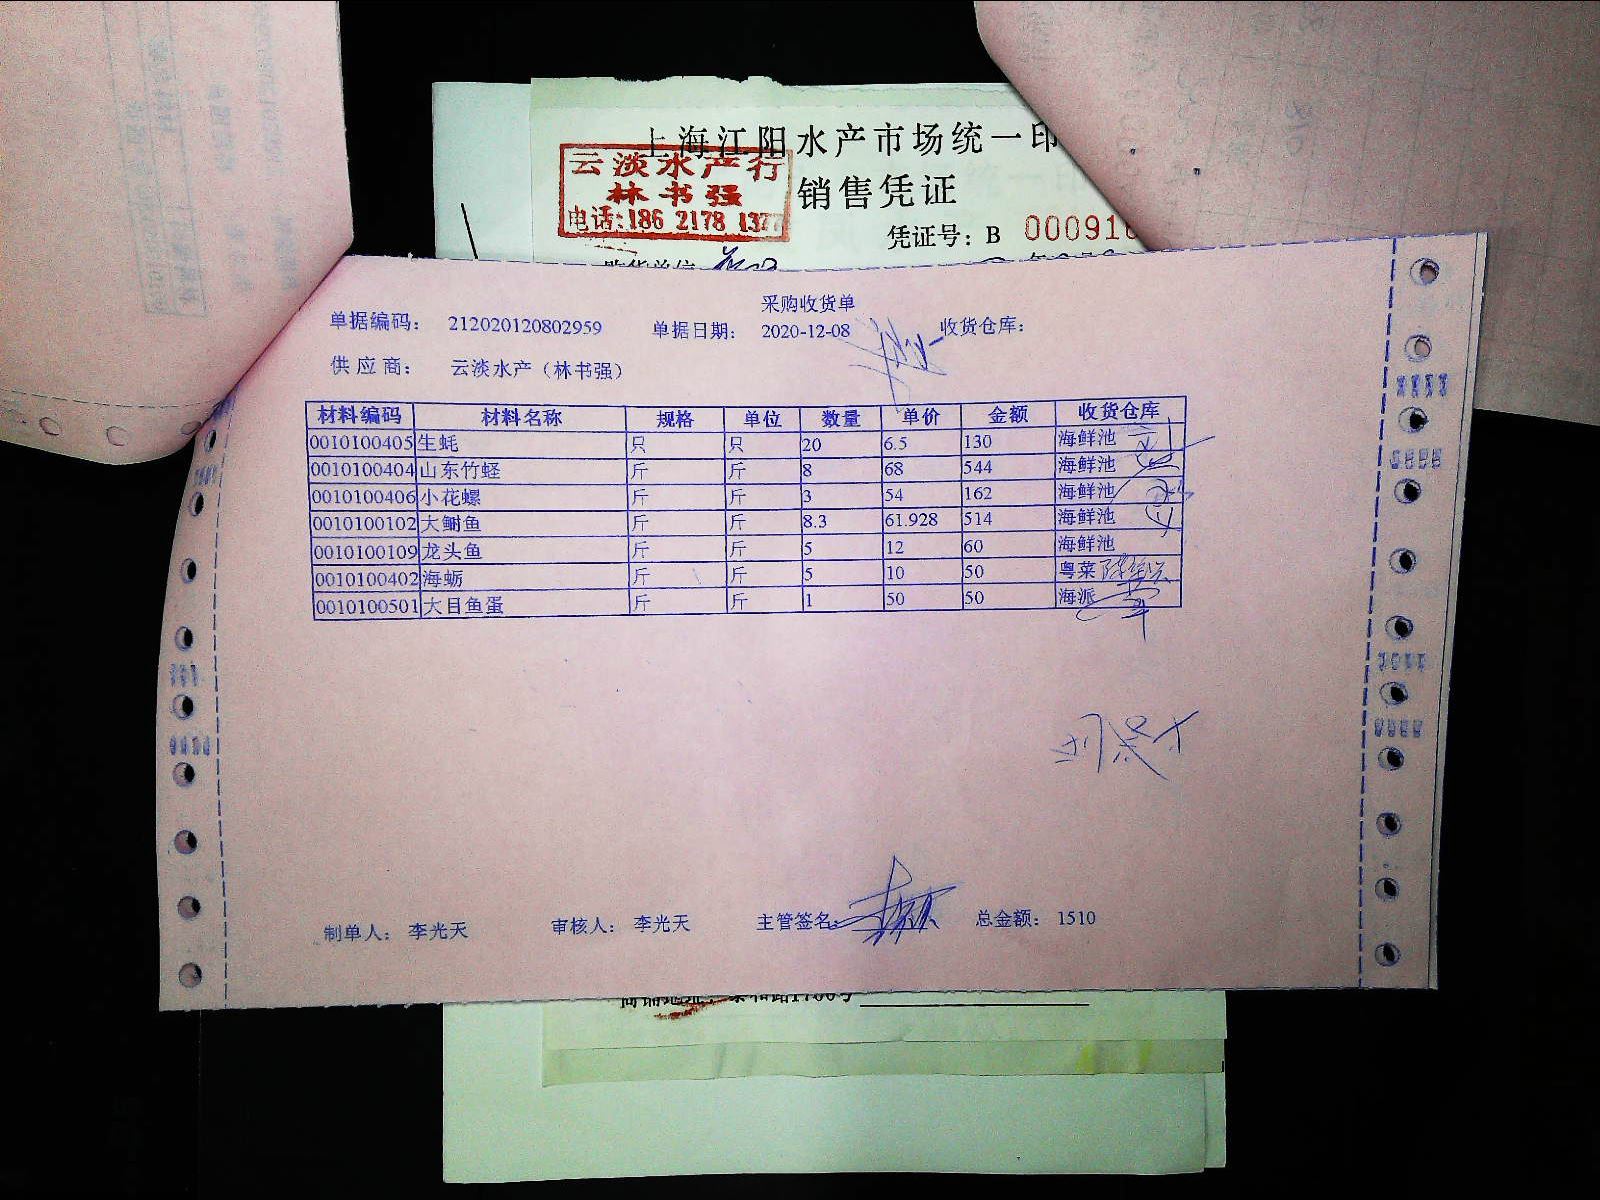 上海江阳水产市场统一印
云淡水产行
林书强
电话:186 2178 1377
销售凭证
凭证号: B 00091
采购收货单
单据编码: 212020120802959 单据日期: 2020-12-08 收货仓库:
供应商: 云淡水产（林书强）
材料编码 材料名称 规格 单位 数量 单价 金额 收货仓库
0010100405 生蚝 只 只 20 6.5 130 海鲜池
0010100404 山东竹蛏 斤 斤 8 68 544 海鲜池
0010100406 小花螺 斤 斤 3 54 162 海鲜池
0010100102 大鲥鱼 斤 斤 8.3 61.928 514 海鲜池
0010100109 龙头鱼 斤 斤 5 12 60 海鲜池
0010100402 海蛎 斤 斤 5 10 50 粤菜
0010100501 大目鱼蛋 斤 斤 1 50 50 海派
制单人: 李光天 审核人: 李光天 主管签名: 总金额: 1510